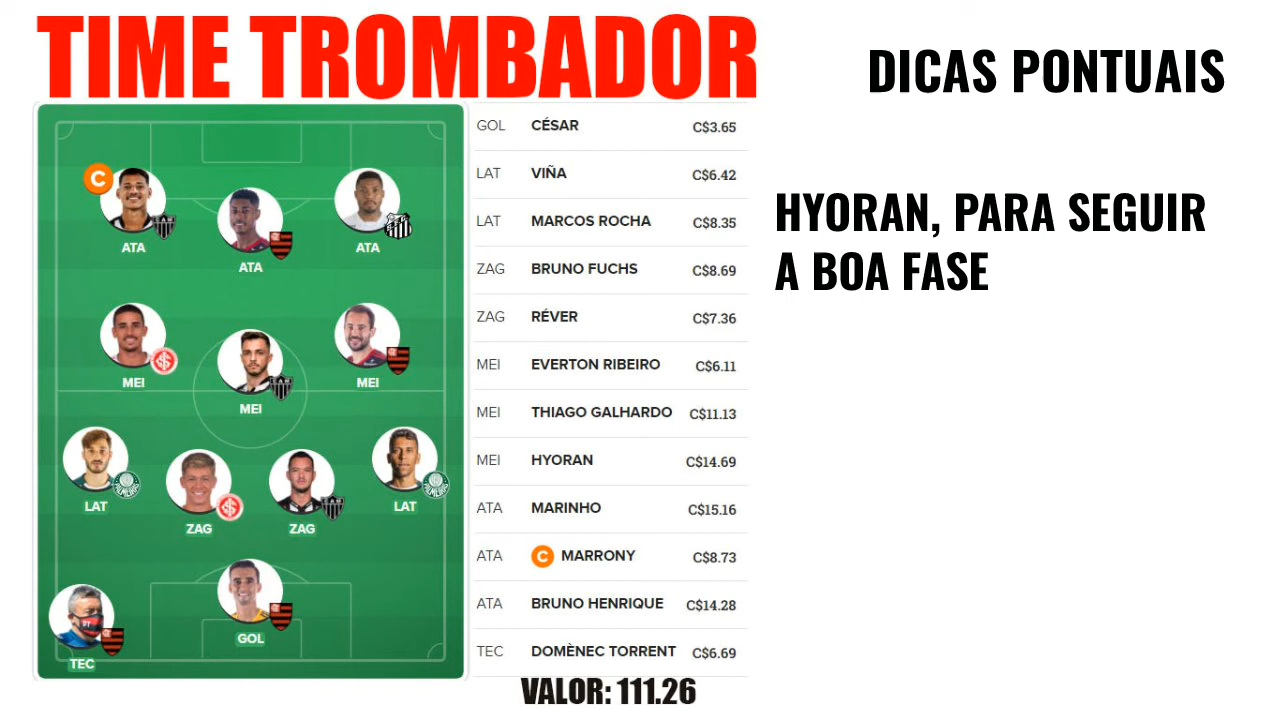 TIME TROMBADOR
DICAS PONTUAIS
HYORAN, PARA SEGUIR
A BOA FASE
C
ATA
ATA
ATA
MEI
MEI
MEI
LAT
ZAG
ZAG
LAT
GOL
TEC
GOL CÉSAR C$3.65
LAT VIÑA C$6.42
LAT MARCOS ROCHA C$8.35
ZAG BRUNO FUCHS C$8.69
ZAG RÉVER C$7.36
MEI EVERTON RIBEIRO C$6.11
MEI THIAGO GALHARDO C$11.13
MEI HYORAN C$14.69
ATA MARINHO C$15.16
ATA C MARRONY C$8.73
ATA BRUNO HENRIQUE C$14.28
TEC DOMÈNEC TORRENT C$6.69
VALOR: 111.26